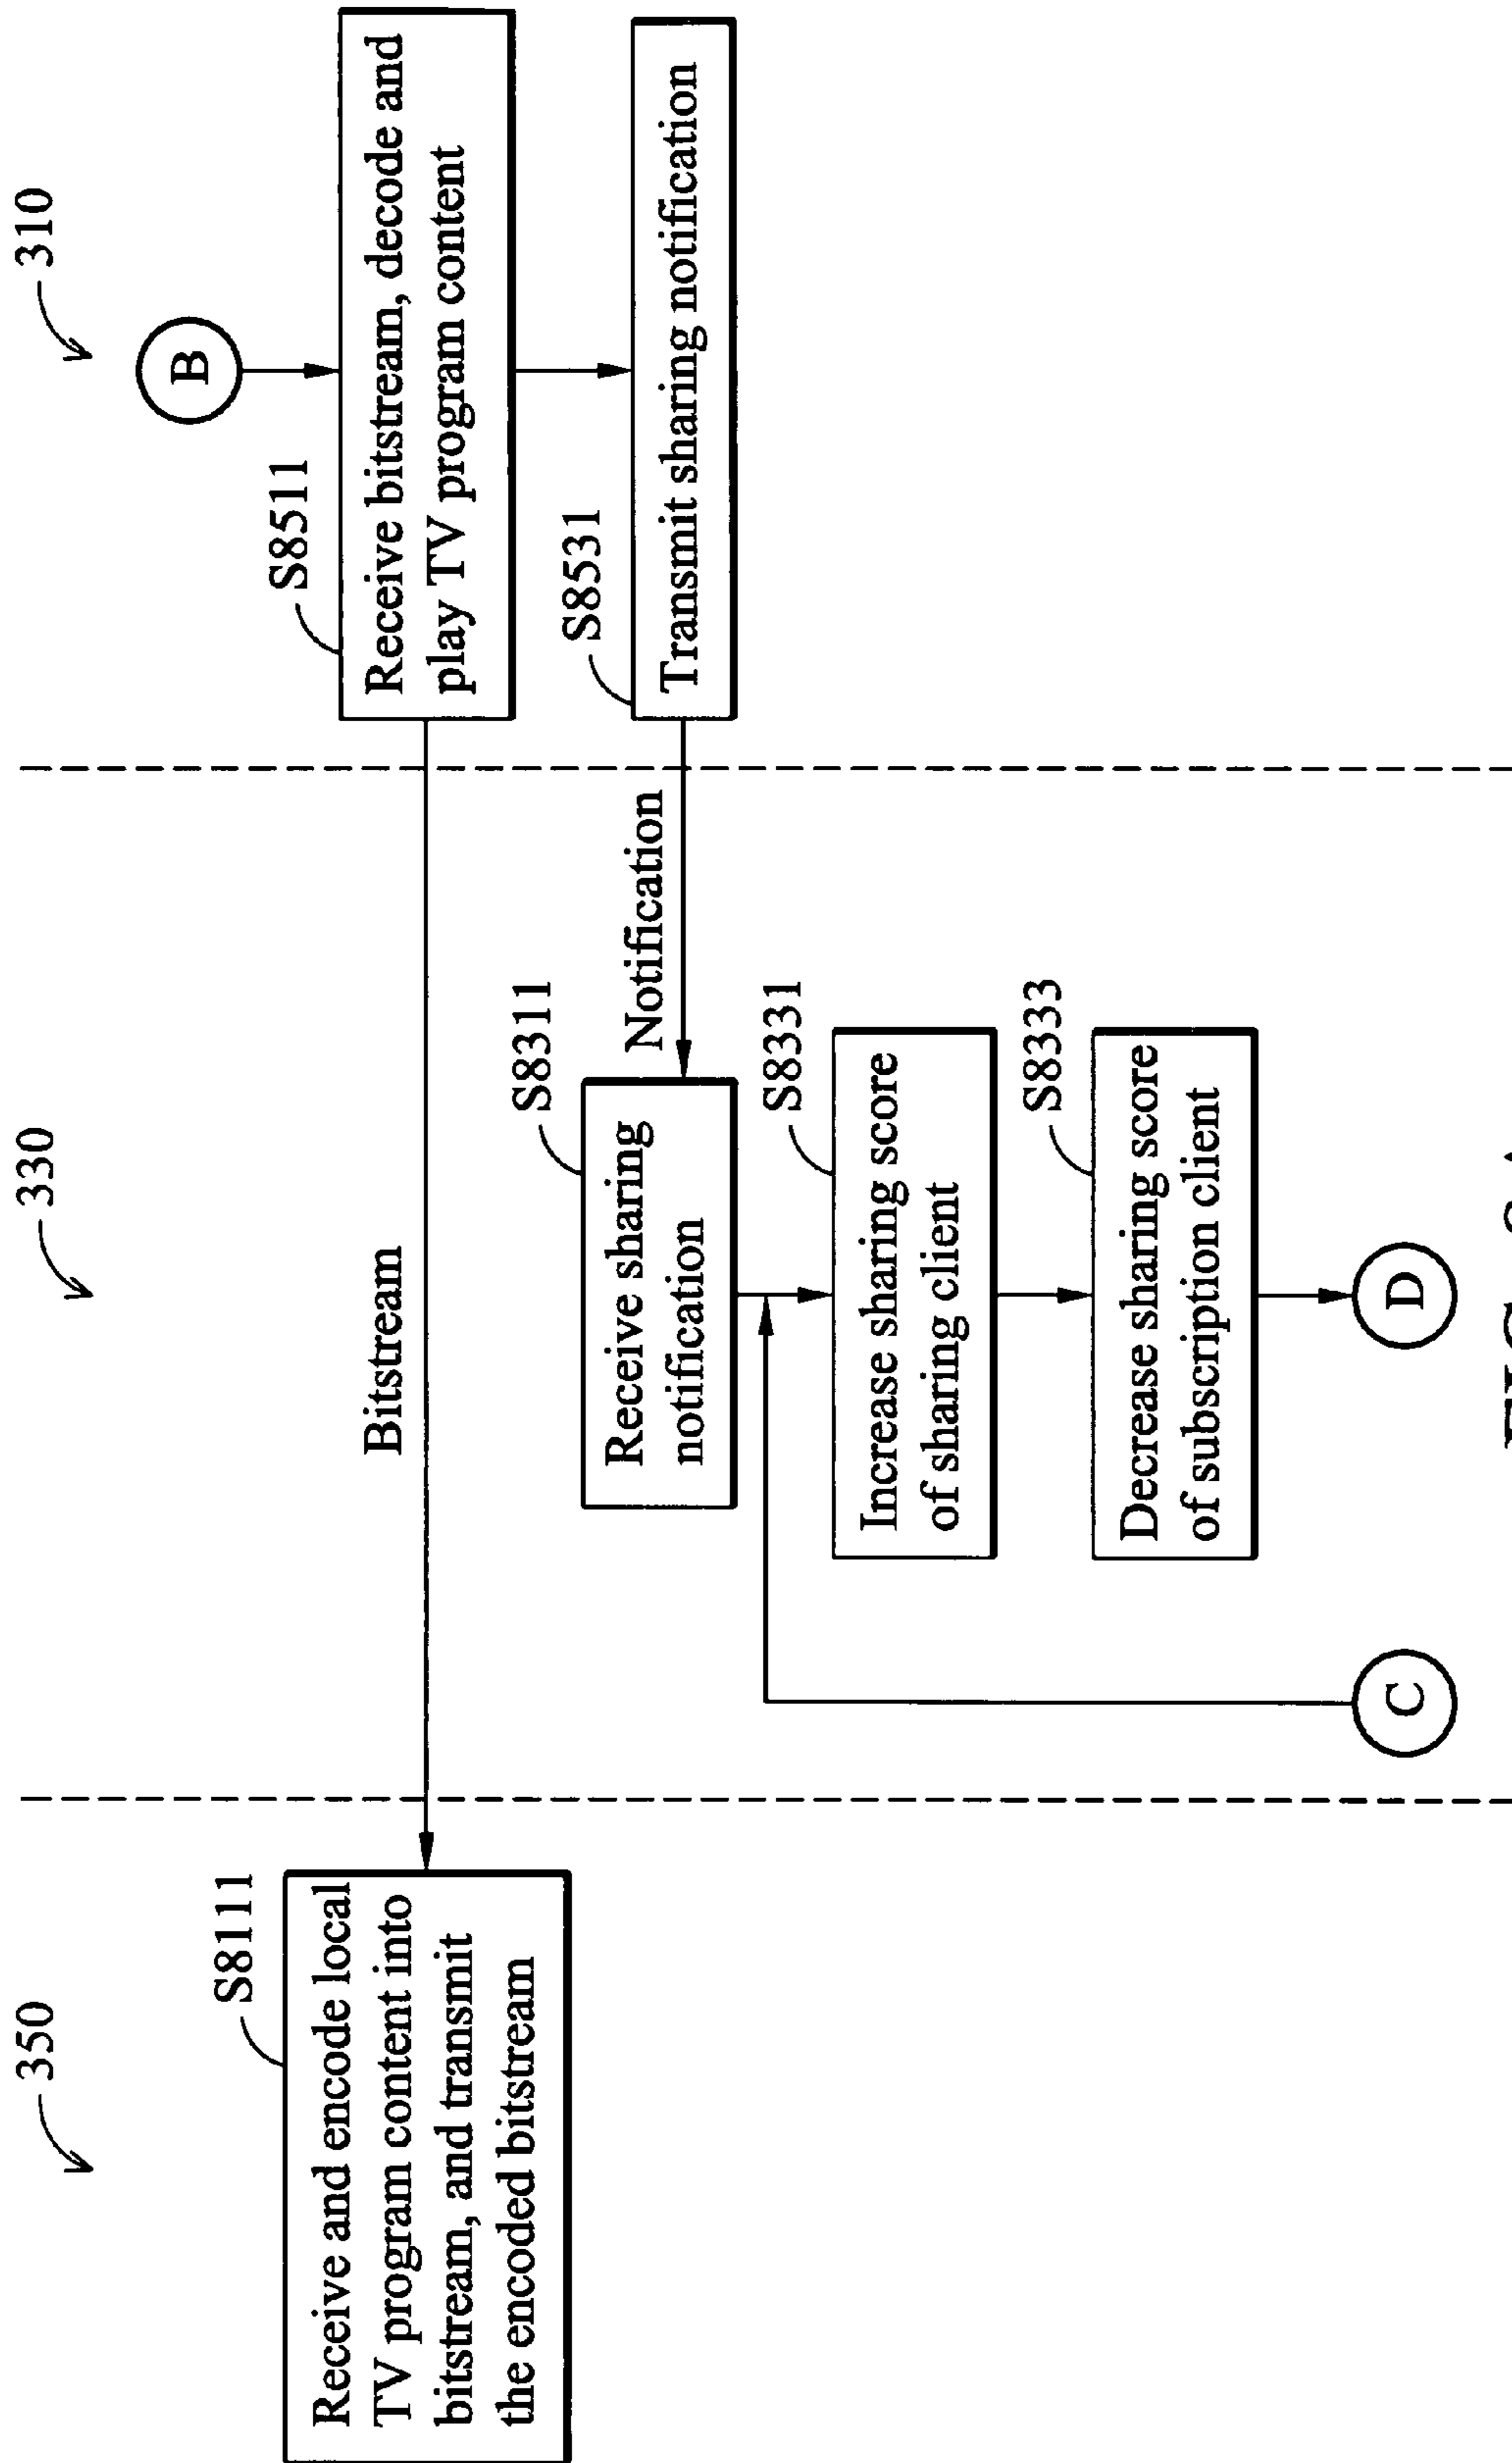 350
330
310
B
S8111
Receive and encode local
TV program content into
bitstream, and transmit
the encoded bitstream
Bitstream
S8511
Receive bitstream, decode and
play TV program content
S8311
Receive sharing
notification
Notification
S8531
Transmit sharing notification
S8331
Increase sharing score
of sharing client
S8333
Decrease sharing score
of subscription client
C
D